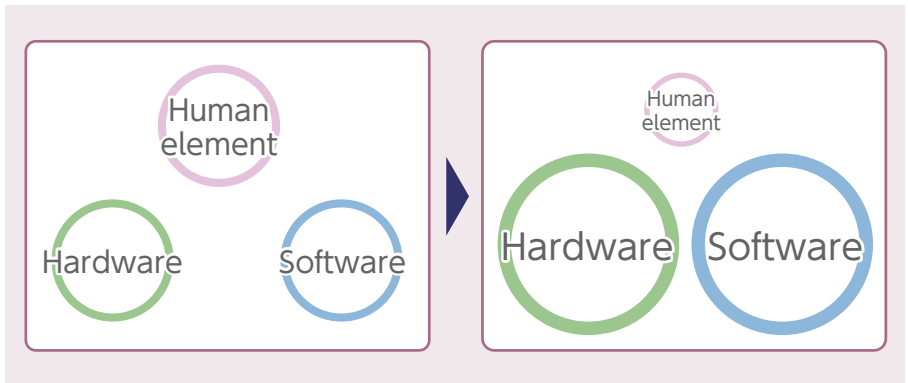 Human
element
Hardware
Software
Human
element
Hardware
Software